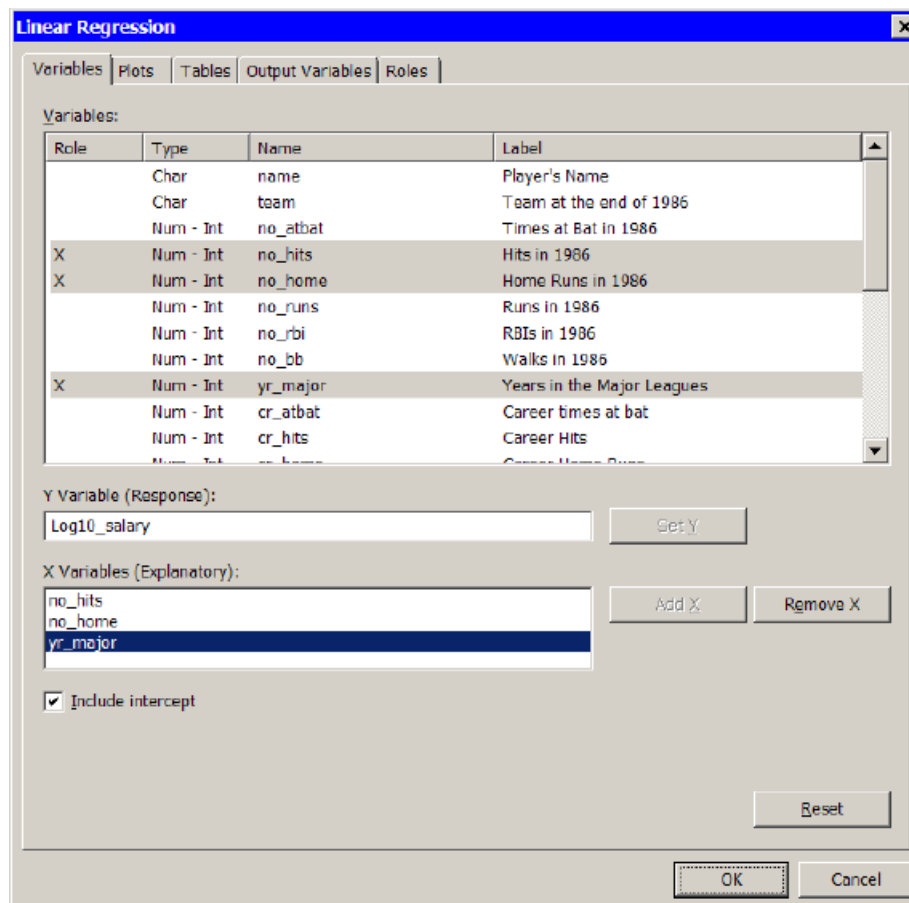 Linear Regression
Variables Plots Tables Output Variables Roles
Variables:
Role Type Name Label
Char name Player's Name
Char team Team at the end of 1986
Num - Int no_atbat Times at Bat in 1986
X Num - Int no_hits Hits in 1986
X Num - Int no_home Home Runs in 1986
Num - Int no_runs Runs in 1986
Num - Int no_rbi RBIs in 1986
Num - Int no_bb Walks in 1986
X Num - Int yr_major Years in the Major Leagues
Num - Int cr_atbat Career times at bat
Num - Int cr_hits Career Hits
Y Variable (Response):
Log10_salary Set Y
X Variables (Explanatory):
no_hits Add X Remove X
no_home
yr_major
Include intercept
Reset
OK Cancel